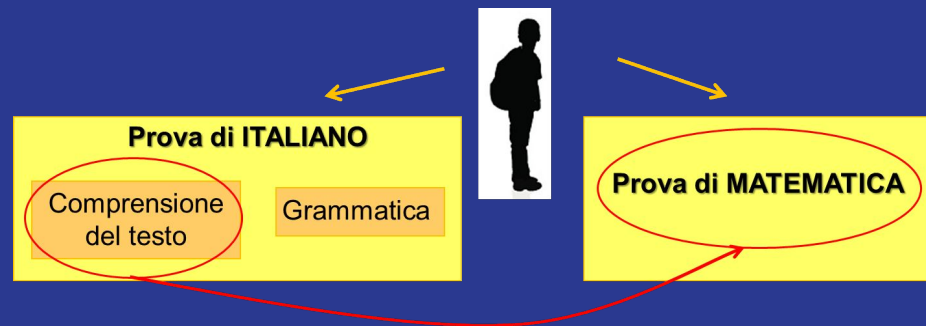 Prova di ITALIANO
Comprensione
del testo
Grammatica
Prova di MATEMATICA